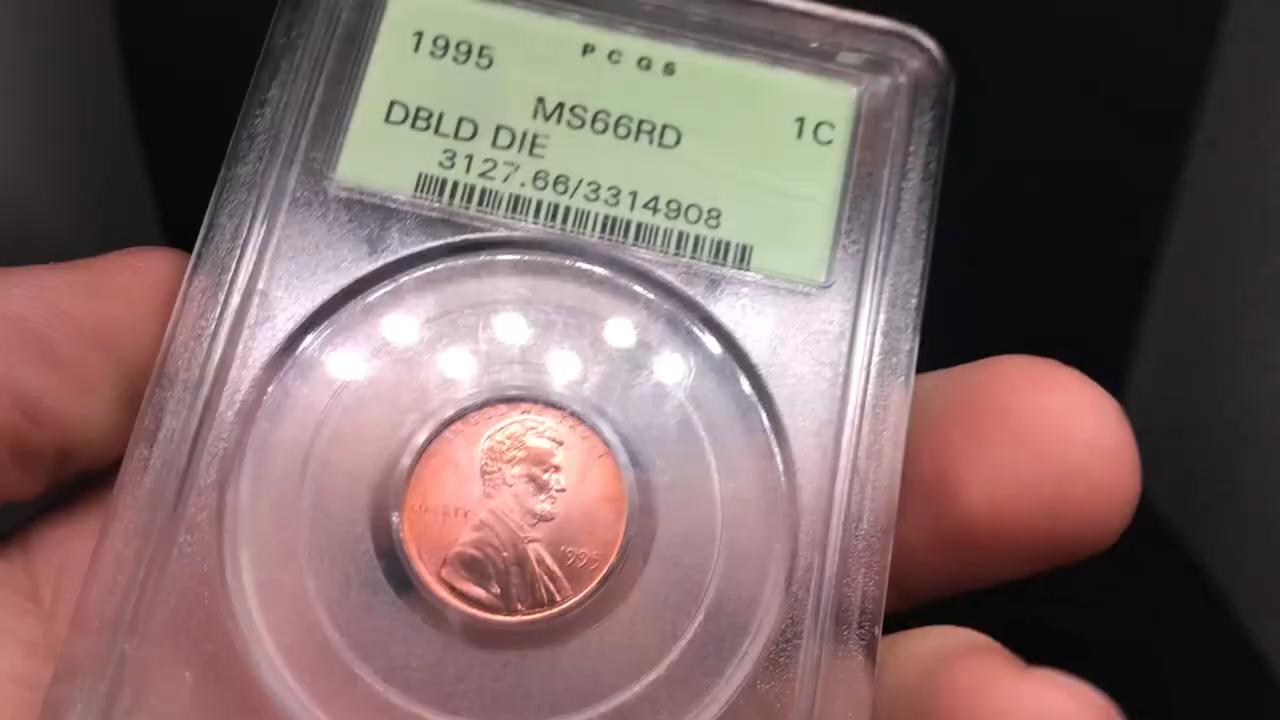 1995 PCGS
MS66RD 1C
DBLD DIE
3127.66/3314908
LIBERTY
1995